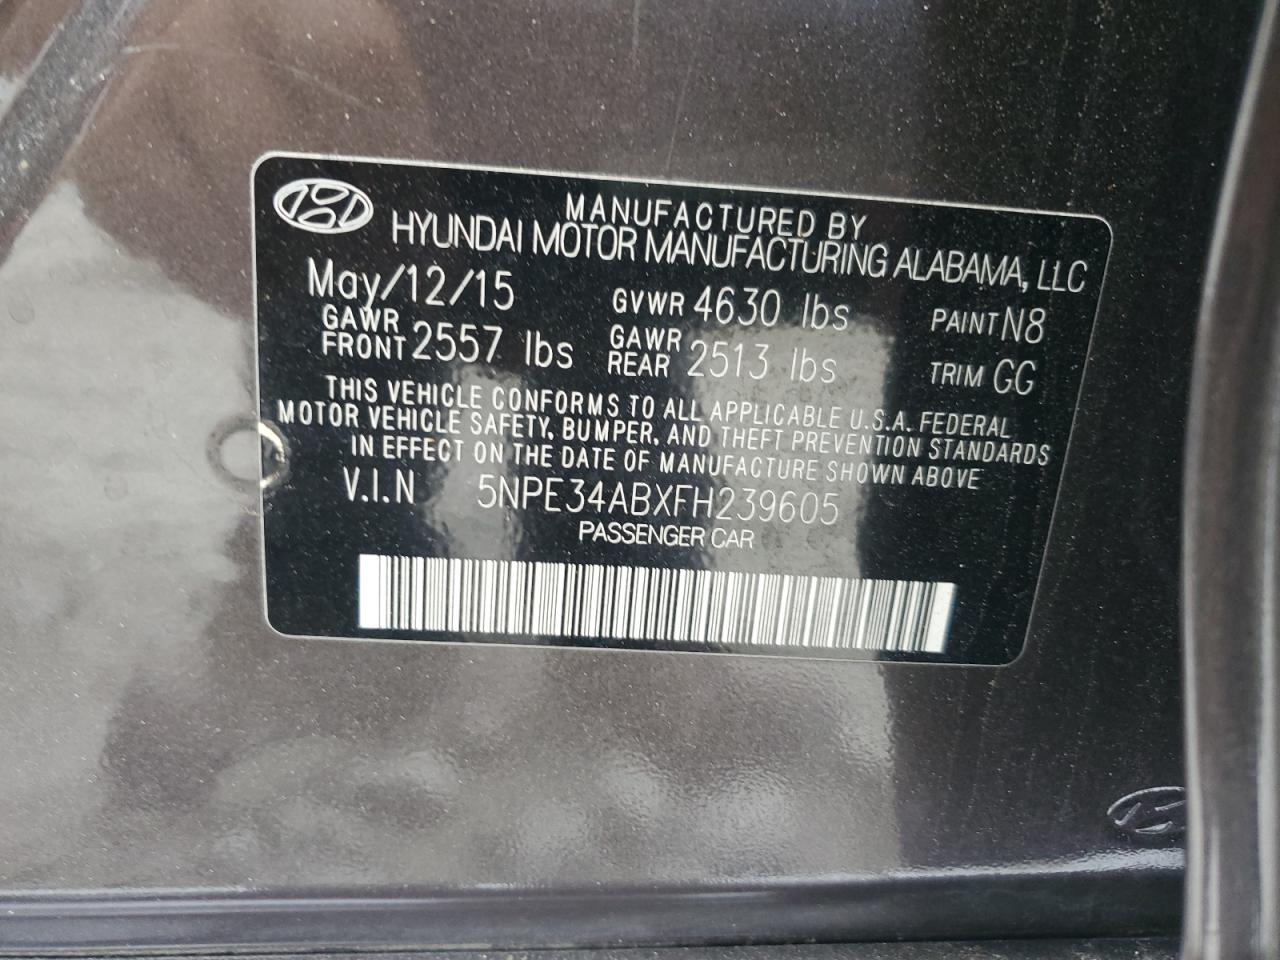 MANUFACTURED BY
HYUNDAI MOTOR MANUFACTURING ALABAMA, LLC
May/12/15 GVWR 4630 lbs PAINT N8
GAWR FRONT 2557 lbs GAWR REAR 2513 lbs TRIM GG
THIS VEHICLE CONFORMS TO ALL APPLICABLE U.S.A. FEDERAL
MOTOR VEHICLE SAFETY, BUMPER, AND THEFT PREVENTION STANDARDS
IN EFFECT ON THE DATE OF MANUFACTURE SHOWN ABOVE
V.I.N 5NPE34ABXFH239605
PASSENGER CAR